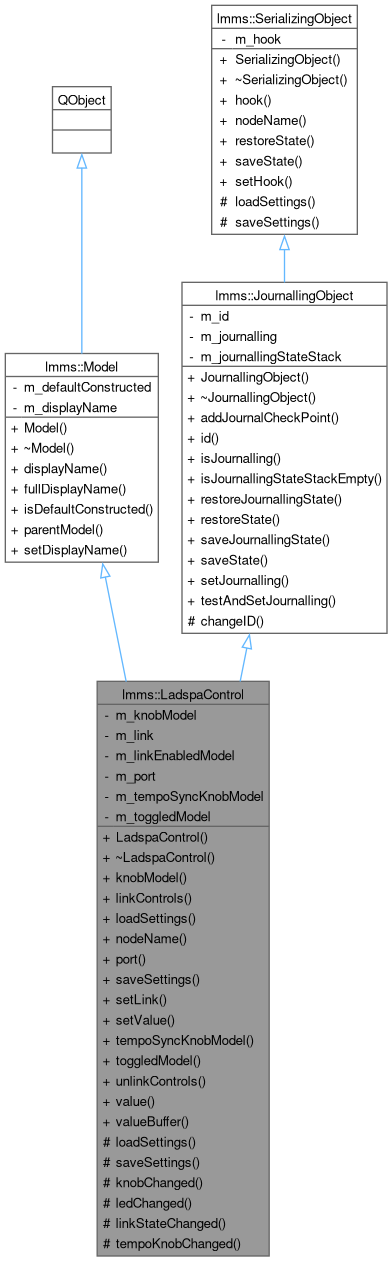 lmms::SerializingObject
- m_hook
+ SerializingObject()
+ ~SerializingObject()
+ hook()
+ nodeName()
+ restoreState()
+ saveState()
+ setHook()
# loadSettings()
# saveSettings()
QObject
lmms::JournallingObject
- m_id
- m_journalling
- m_journallingStateStack
+ JournallingObject()
+ ~JournallingObject()
+ addJournalCheckPoint()
+ id()
+ isJournalling()
+ isJournallingStateStackEmpty()
+ restoreJournallingState()
+ restoreState()
+ saveJournallingState()
+ saveState()
+ setJournalling()
+ testAndSetJournalling()
# changeID()
lmms::Model
- m_defaultConstructed
- m_displayName
+ Model()
+ ~Model()
+ displayName()
+ fullDisplayName()
+ isDefaultConstructed()
+ parentModel()
+ setDisplayName()
lmms::LadspaControl
- m_knobModel
- m_link
- m_linkEnabledModel
- m_port
- m_tempoSyncKnobModel
- m_toggledModel
+ LadspaControl()
+ ~LadspaControl()
+ knobModel()
+ linkControls()
+ loadSettings()
+ nodeName()
+ port()
+ saveSettings()
+ setLink()
+ setValue()
+ tempoSyncKnobModel()
+ toggledModel()
+ unlinkControls()
+ value()
+ valueBuffer()
# loadSettings()
# saveSettings()
# knobChanged()
# ledChanged()
# linkStateChanged()
# tempoKnobChanged()